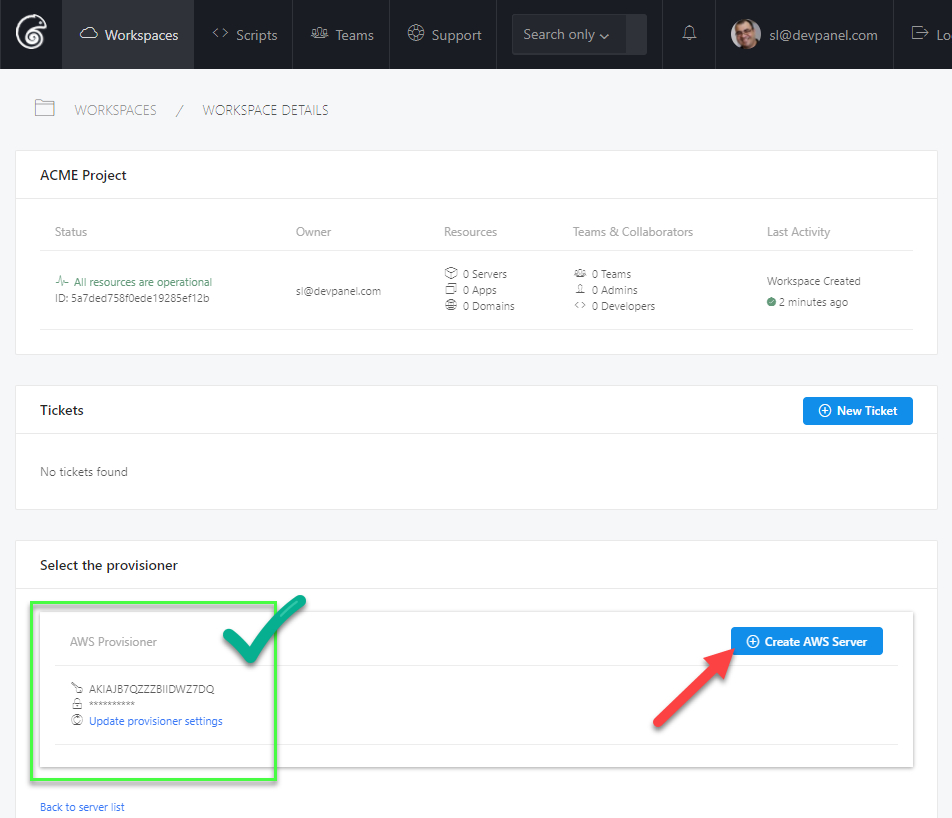 Workspaces
Scripts
Teams
Support
Search only
sl@devpanel.com
Lo
WORKSPACES / WORKSPACE DETAILS
ACME Project
Status Owner Resources Teams & Collaborators Last Activity
All resources are operational
ID: 5a7ded758f0ede19285ef12b
sl@devpanel.com
0 Servers
0 Apps
0 Domains
0 Teams
0 Admins
0 Developers
Workspace Created
2 minutes ago
Tickets
New Ticket
No tickets found
Select the provisioner
AWS Provisioner
Create AWS Server
AKIAJB7QZZZBIIDWZ7DQ
**********
Update provisioner settings
Back to server list